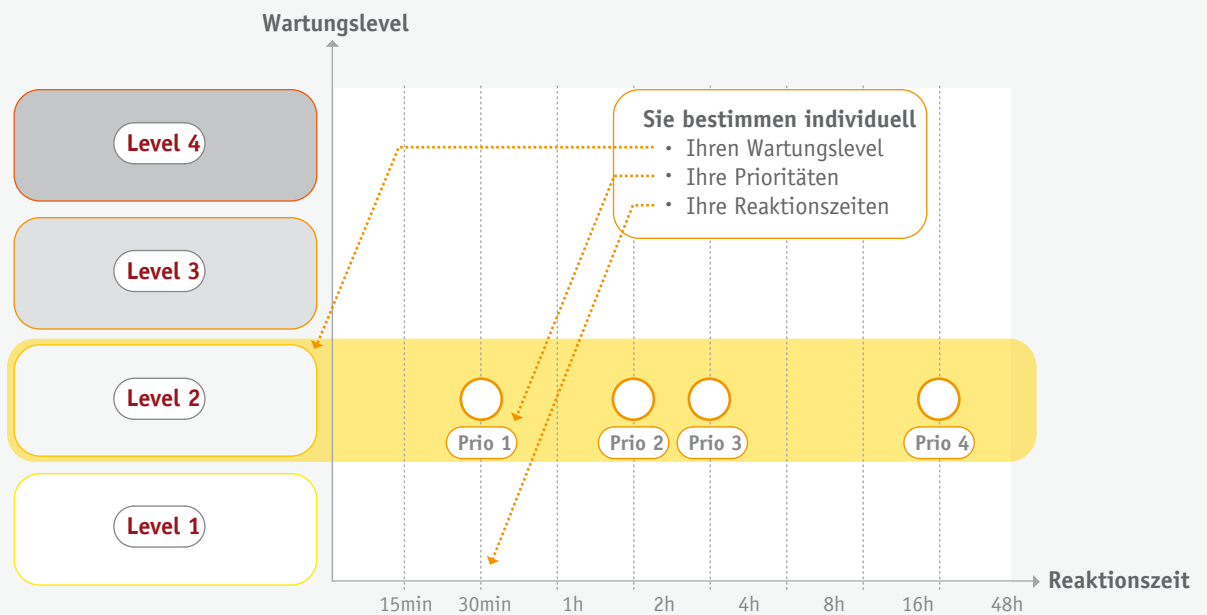 Wartungslevel
Sie bestimmen individuell
• Ihren Wartungslevel
• Ihre Prioritäten
• Ihre Reaktionszeiten
Level 4
Level 3
Level 2
Prio 1 Prio 2 Prio 3 Prio 4
Level 1
Reaktionszeit
15min 30min 1h 2h 4h 8h 16h 48h